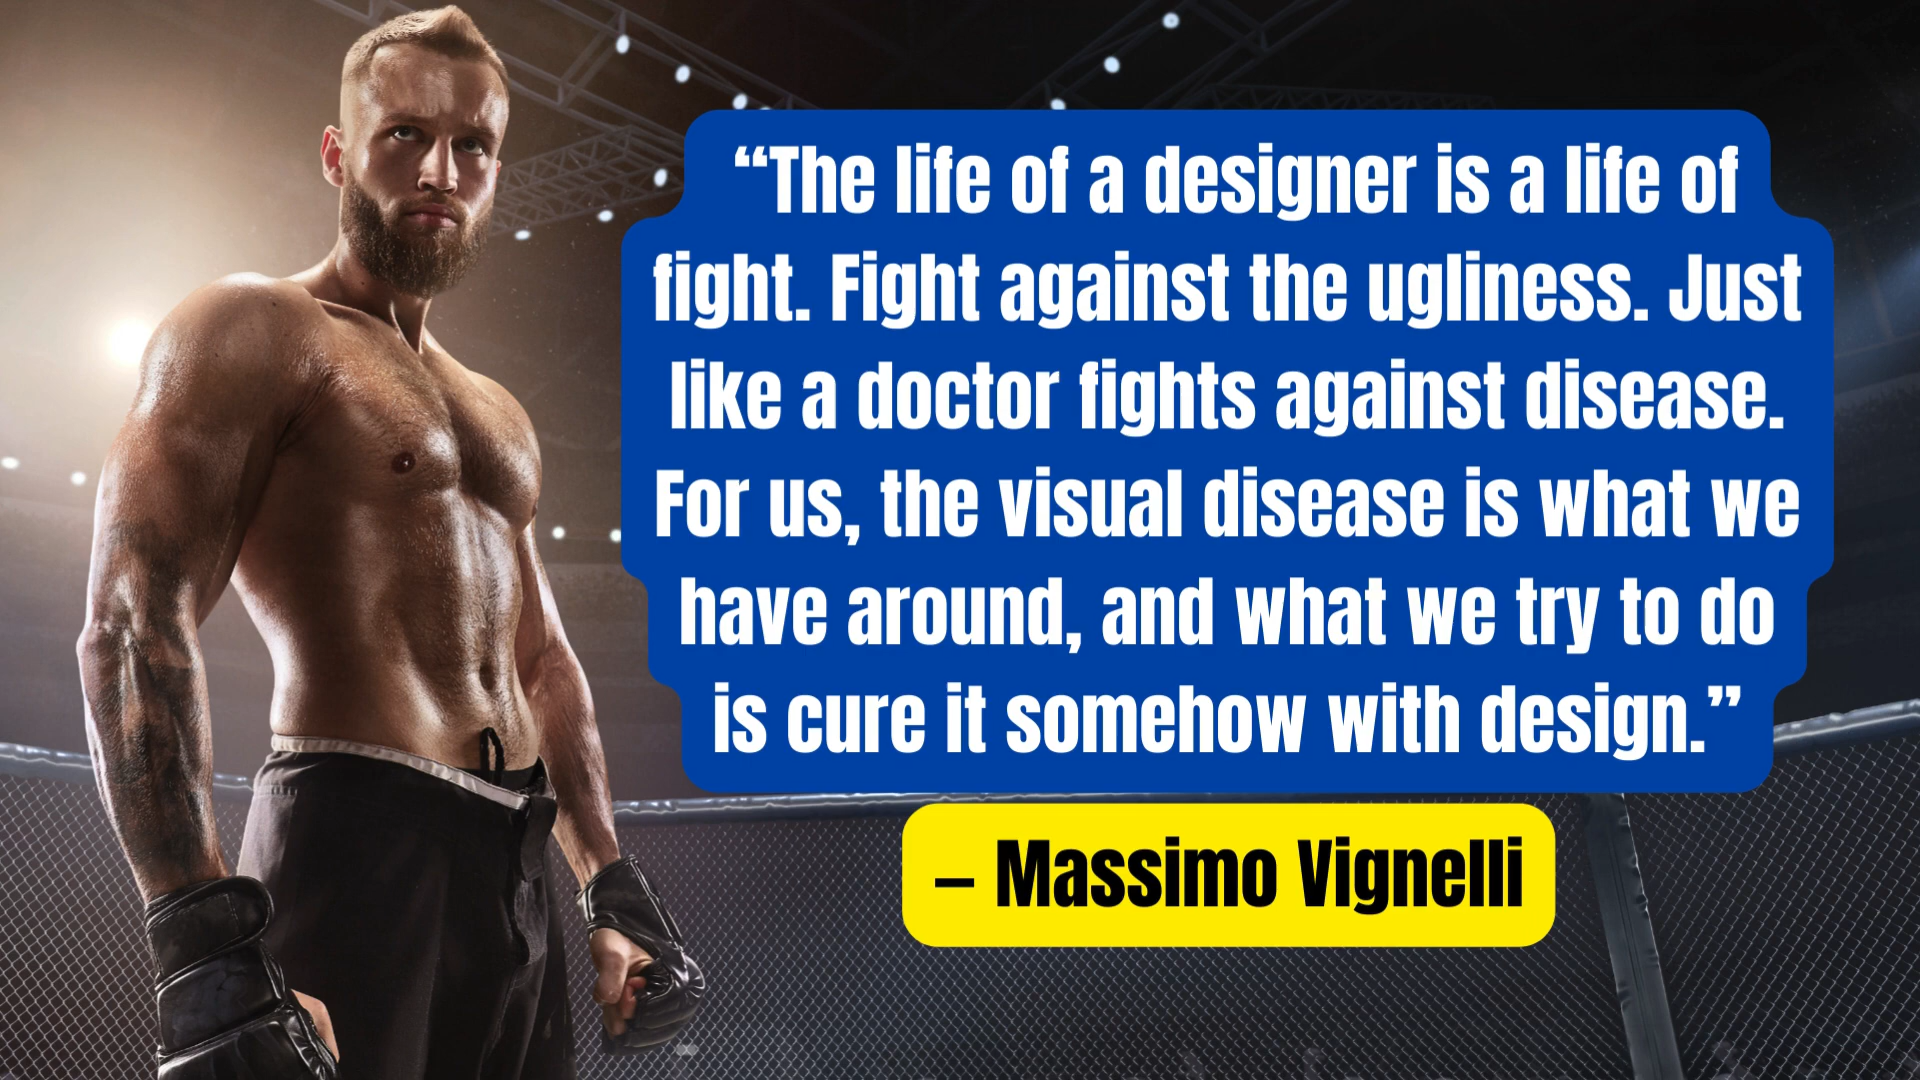 “The life of a designer is a life of
fight. Fight against the ugliness. Just
like a doctor fights against disease.
For us, the visual disease is what we
have around, and what we try to do
is cure it somehow with design.”
– Massimo Vignelli